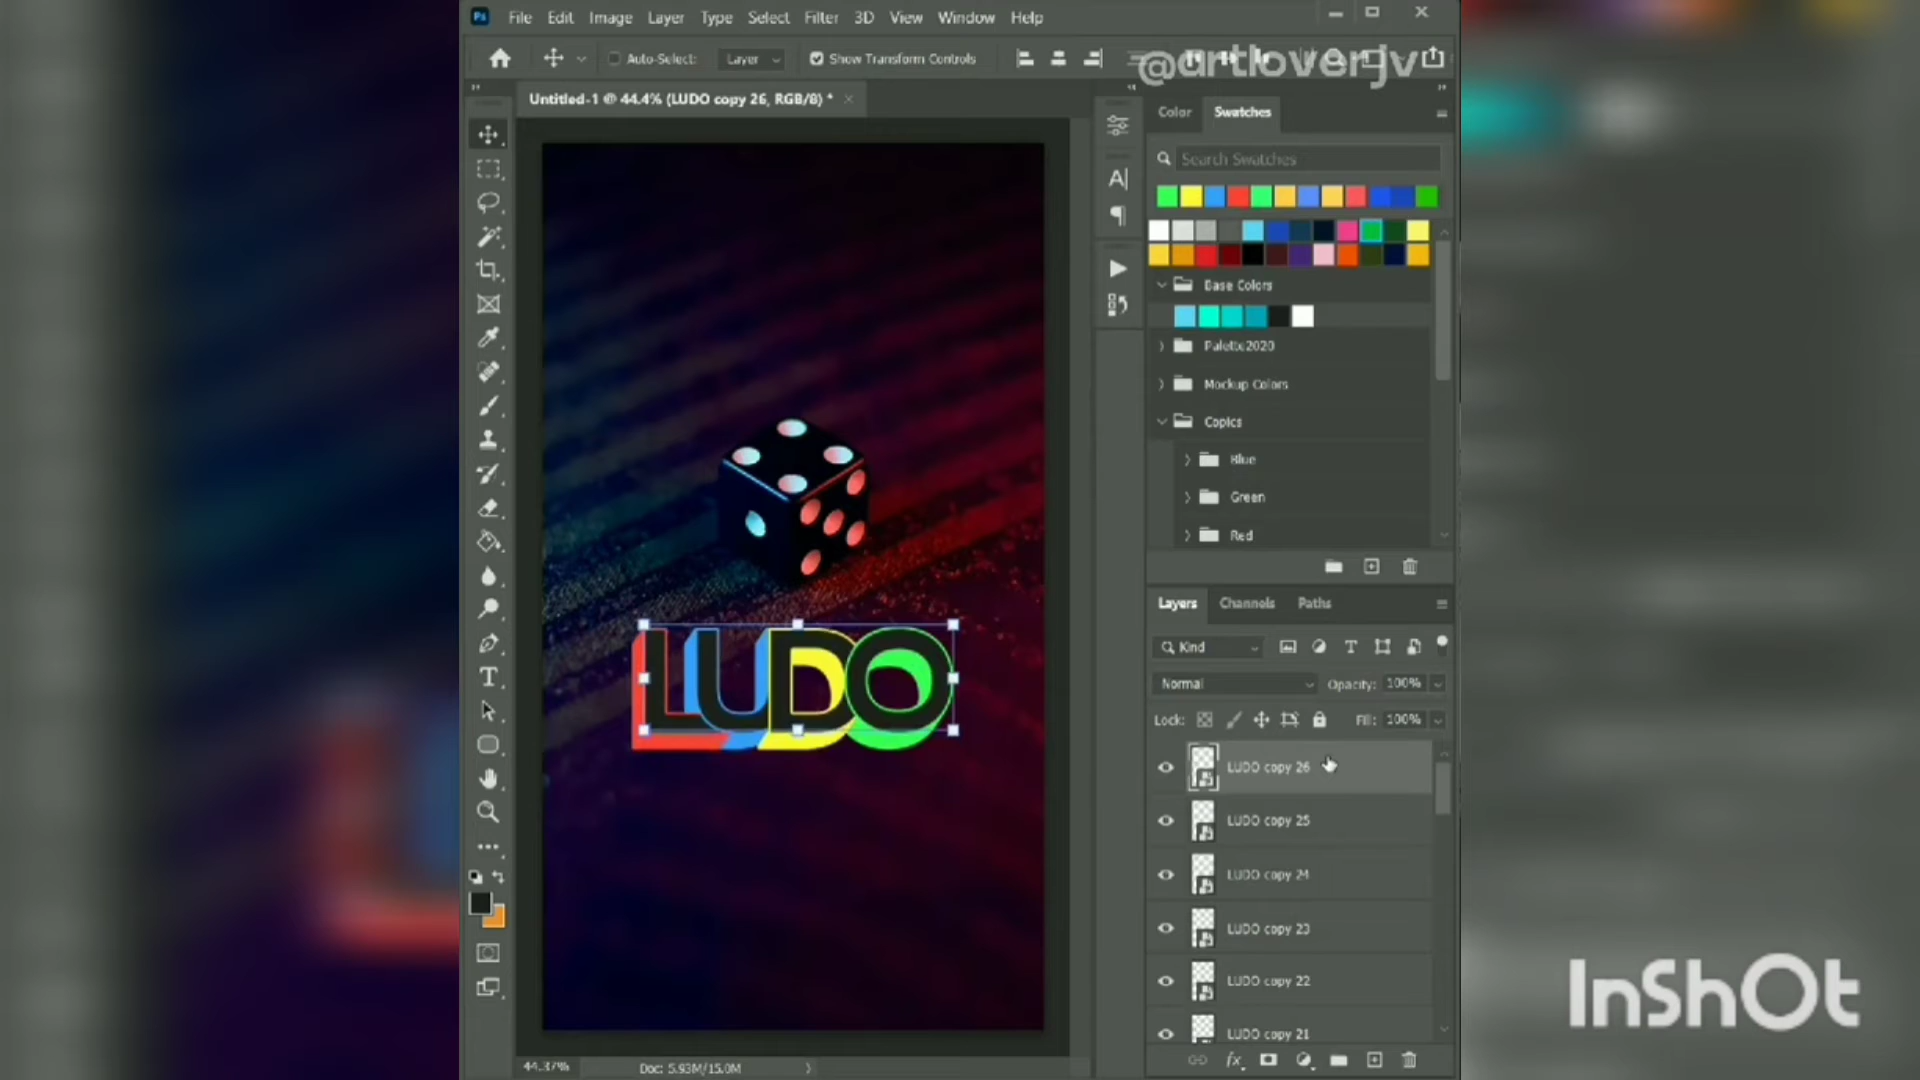 Ps File Edit Image Layer Type Select Filter 3D View Window Help
Auto-Select: Layer Show Transform Controls
@artloverjv
Untitled-1 @ 44.4% (LUDO copy 26, RGB/8) *
Color Swatches
Search Swatches
Base Colors
Palette2020
Mockup Colors
Copics
Blue
Green
Red
LUDO
Layers Channels Paths
Kind
Normal Opacity: 100%
Lock: Fill: 100%
LUDO copy 26
LUDO copy 25
LUDO copy 24
LUDO copy 23
LUDO copy 22
LUDO copy 21
44.37% Doc: 5.93M/15.0M
InShOt